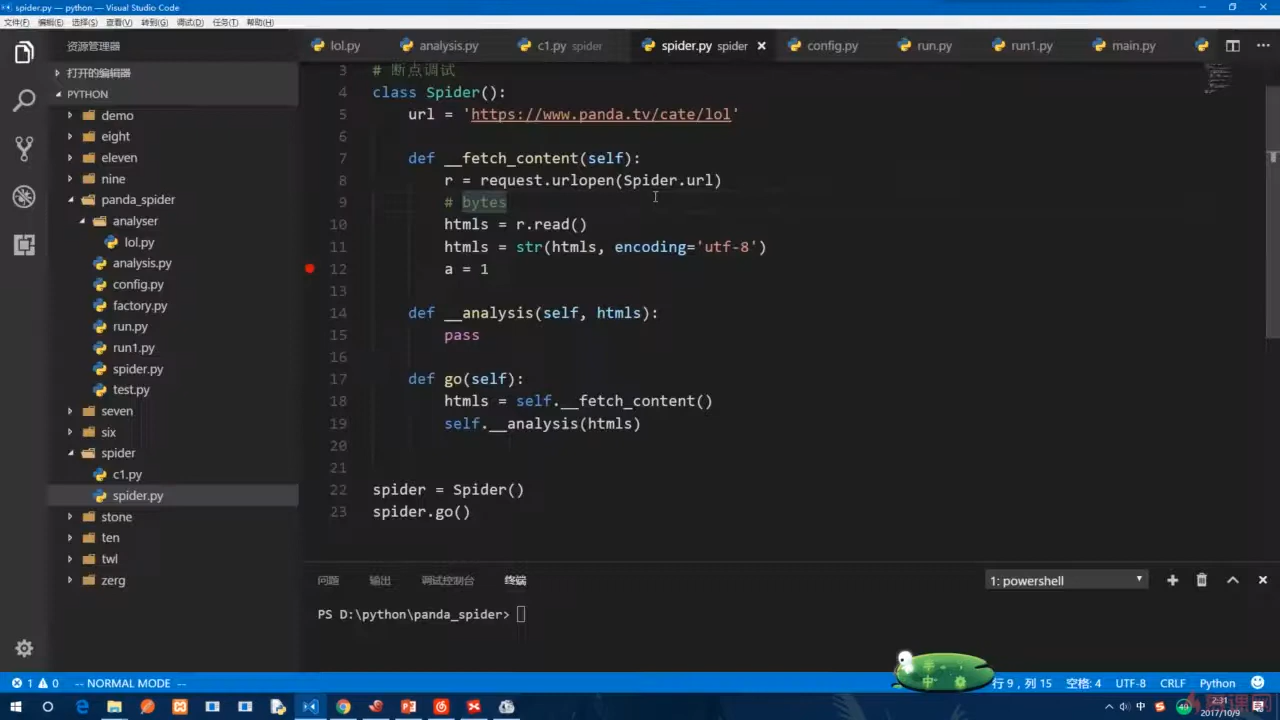 spider.py — python — Visual Studio Code
文件(F) 编辑(E) 选择(S) 查看(V) 转到(G) 调试(D) 任务(T) 帮助(H)
资源管理器
打开的编辑器
PYTHON
demo
eight
eleven
nine
panda_spider
analyser
lol.py
analysis.py
config.py
factory.py
run.py
run1.py
spider.py
test.py
seven
six
spider
c1.py
spider.py
stone
ten
twl
zerg
lol.py analysis.py c1.py spider spider.py spider config.py run.py run1.py main.py
3 # 断点调试
4 class Spider():
5 url = 'https://www.panda.tv/cate/lol'
6
7 def __fetch_content(self):
8 r = request.urlopen(Spider.url)
9 # bytes
10 htmls = r.read()
11 htmls = str(htmls, encoding='utf-8')
12 a = 1
13
14 def __analysis(self, htmls):
15 pass
16
17 def go(self):
18 htmls = self.__fetch_content()
19 self.__analysis(htmls)
20
21
22 spider = Spider()
23 spider.go()
问题 输出 调试控制台 终端 1: powershell
PS D:\python\panda_spider>
1 0 -- NORMAL MODE -- 行 9，列 15 空格: 4 UTF-8 CRLF Python
中
2:31
2017/10/9